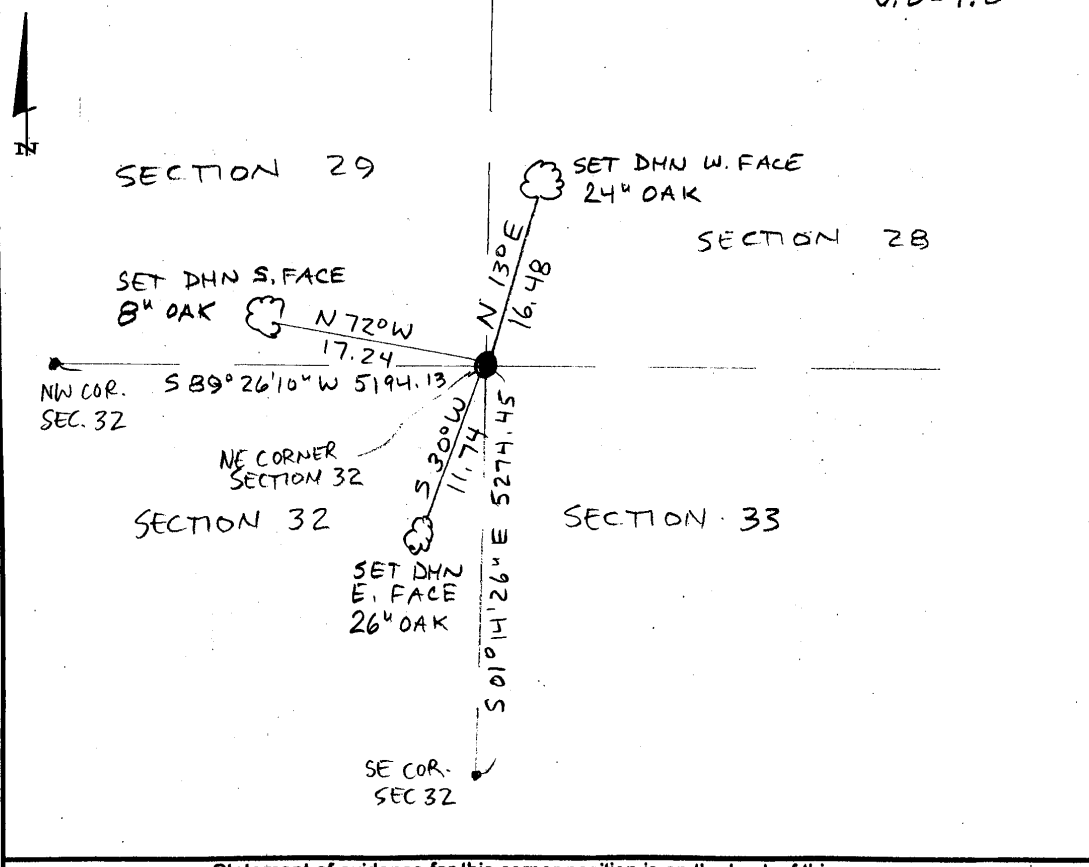 N
SECTION 29
SET DHN W. FACE
24" OAK
SECTION 28
N 13° E
16.48
SET DHN S. FACE
8" OAK
N 72° W
17.24
NW COR.
SEC. 32
S 89° 26' 10" W 5194.13
NE CORNER
SECTION 32
S 30° W
11.74
S 01° 14' 26" E 5274.45
SECTION 32
SECTION 33
SET DHN
E. FACE
26" OAK
SE COR.
SEC 32